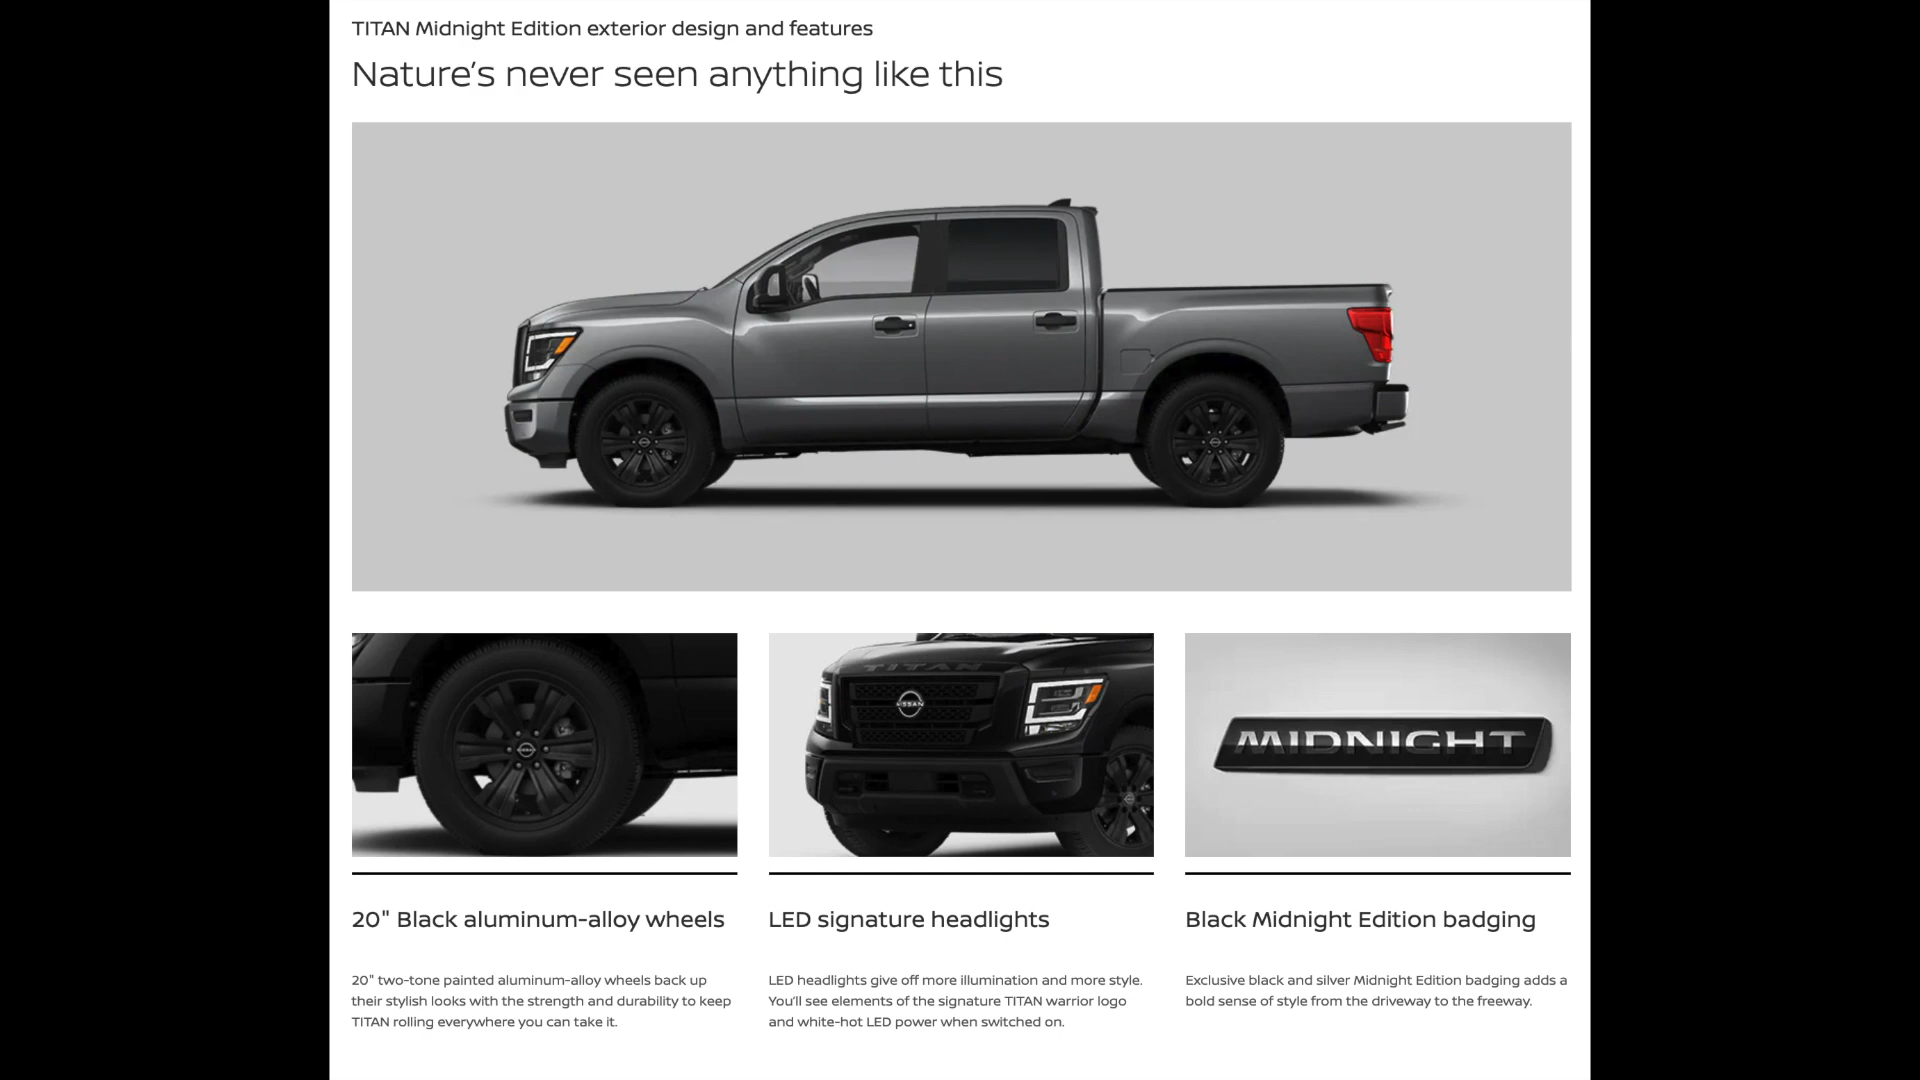 TITAN Midnight Edition exterior design and features
Nature's never seen anything like this
TITAN
NISSAN
MIDNIGHT
20" Black aluminum-alloy wheels
LED signature headlights
Black Midnight Edition badging
20" two-tone painted aluminum-alloy wheels back up
their stylish looks with the strength and durability to keep
TITAN rolling everywhere you can take it.
LED headlights give off more illumination and more style.
You'll see elements of the signature TITAN warrior logo
and white-hot LED power when switched on.
Exclusive black and silver Midnight Edition badging adds a
bold sense of style from the driveway to the freeway.